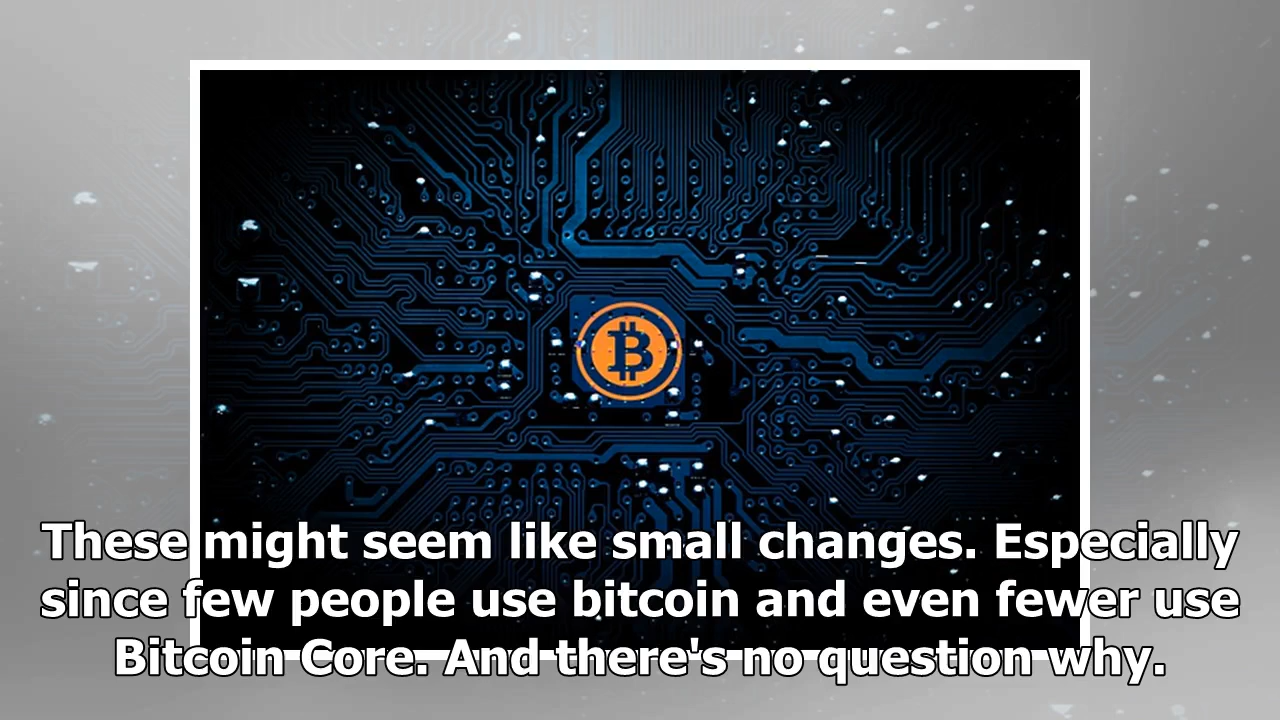 These might seem like small changes. Especially
since few people use bitcoin and even fewer use
Bitcoin Core. And there's no question why.